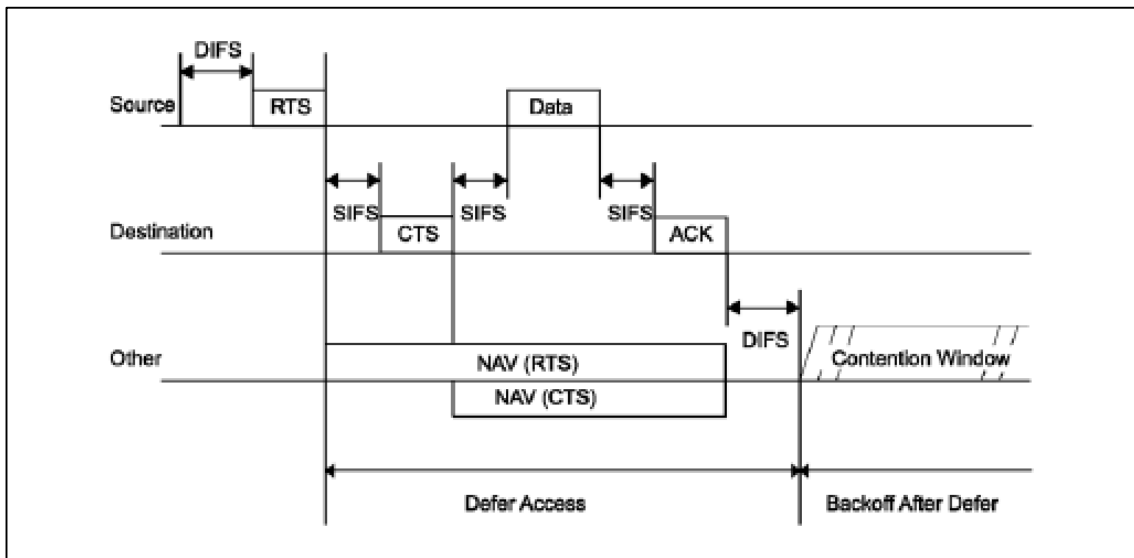 DIFS
Source
RTS
Data
SIFS
SIFS
SIFS
Destination
CTS
ACK
DIFS
Other
NAV (RTS)
Contention Window
NAV (CTS)
Defer Access
Backoff After Defer